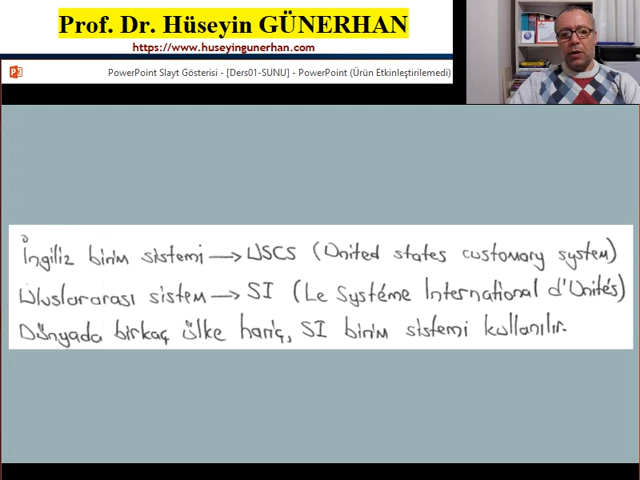 Prof. Dr. Hüseyin GÜNERHAN
https://www.huseyingunerhan.com
PowerPoint Slayt Gösterisi - [Ders01-SUNU] - PowerPoint (Ürün Etkinleştirilemedi)
İngiliz birim sistemi → USCS (United states customary system)
Uluslararası sistem → SI (Le Systéme International d'Unités)
Dünyada birkaç ülke hariç, SI birim sistemi kullanılır.